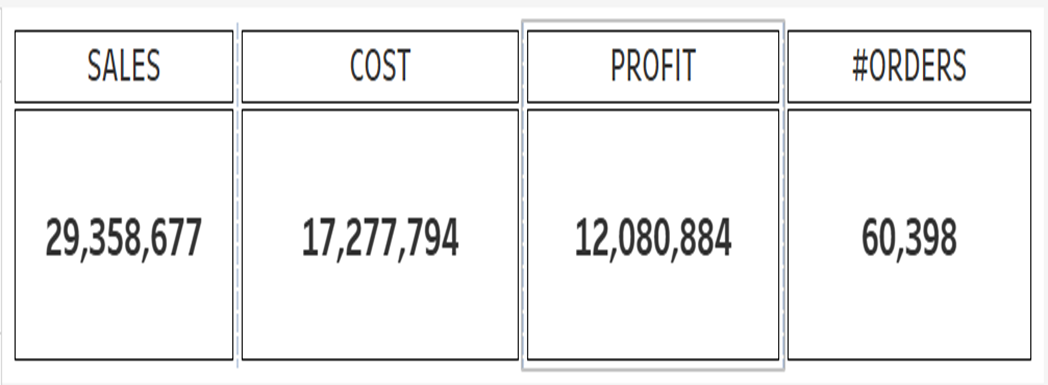 SALES COST PROFIT #ORDERS
29,358,677 17,277,794 12,080,884 60,398